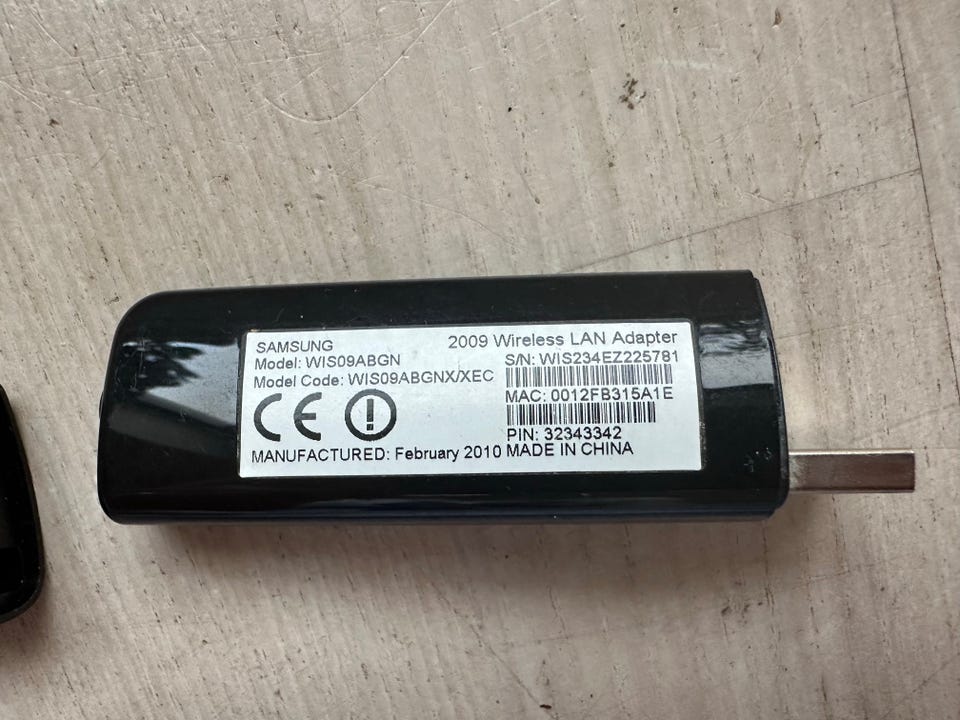 SAMSUNG
2009 Wireless LAN Adapter
Model: WIS09ABGN
S/N: WIS234EZ225781
Model Code: WIS09ABGNX/XEC
MAC: 0012FB315A1E
CE
PIN: 32343342
MANUFACTURED: February 2010 MADE IN CHINA